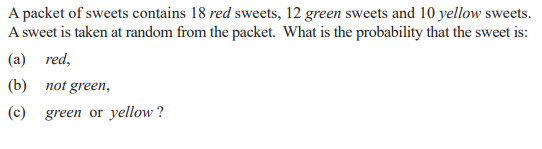 A packet of sweets contains 18 red sweets, 12 green sweets and 10 yellow sweets.
A sweet is taken at random from the packet. What is the probability that the sweet is:
(a) red,
(b) not green,
(c) green or yellow ?